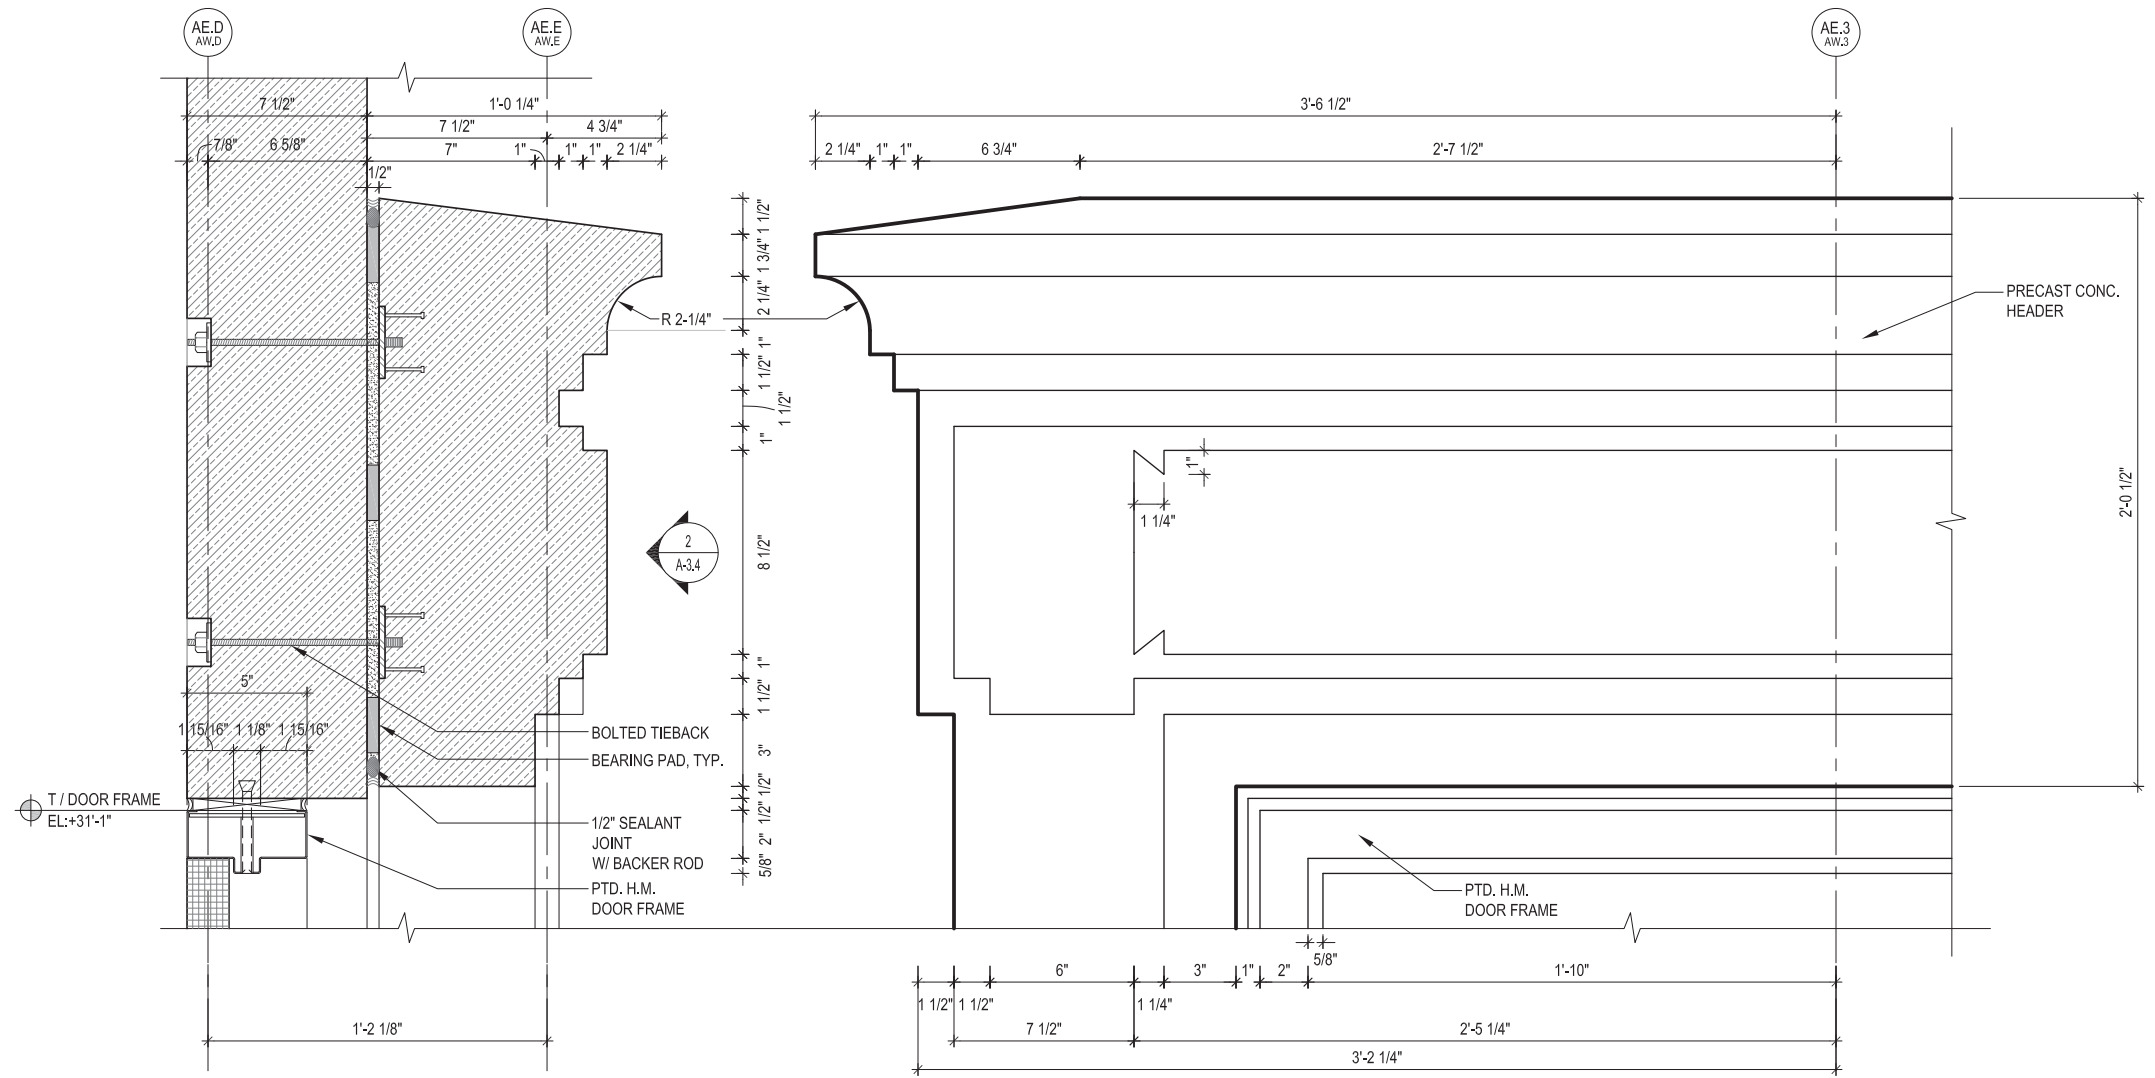 AE.D
AW.D
AE.E
AW.E
AE.3
AW.3
7 1/2"
1'-0 1/4"
3'-6 1/2"
7 1/2"
4 3/4"
7/8"
6 5/8"
7"
1"
1"
1"
2 1/4"
2 1/4"
1"
1"
6 3/4"
2'-7 1/2"
1/2"
1 1/2"
1 3/4"
2 1/4"
1"
1 1/2"
1 1/2"
1"
8 1/2"
1"
1 1/2"
3"
1/2"
1/2"
2"
5/8"
R 2-1/4"
PRECAST CONC.
HEADER
1"
1 1/4"
2'-0 1/2"
2
A-3.4
5"
1 15/16"
1 1/8"
1 15/16"
BOLTED TIEBACK
BEARING PAD, TYP.
T / DOOR FRAME
EL:+31'-1"
1/2" SEALANT
JOINT
W/ BACKER ROD
PTD. H.M.
DOOR FRAME
PTD. H.M.
DOOR FRAME
5/8"
6"
3"
1"
2"
1'-10"
1 1/2"
1 1/2"
1 1/4"
1'-2 1/8"
7 1/2"
2'-5 1/4"
3'-2 1/4"